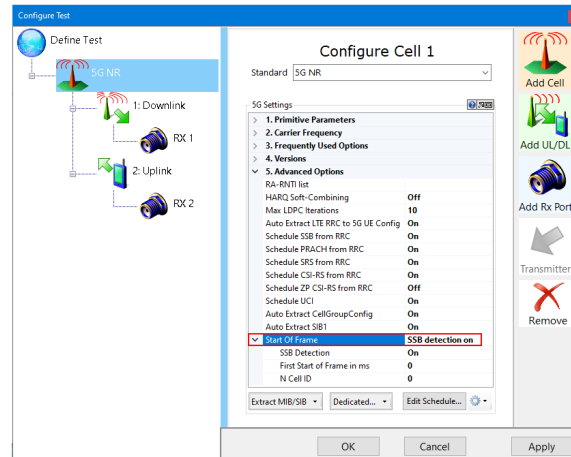 Configure Test
Define Test
5G NR
1: Downlink
RX 1
2: Uplink
RX 2
Configure Cell 1
Standard 5G NR
5G Settings
1. Primitive Parameters
2. Carrier Frequency
3. Frequently Used Options
4. Versions
5. Advanced Options
RA-RNTI list
HARQ Soft-Combining Off
Max LDPC Iterations 10
Auto Extract LTE RRC to 5G UE Config On
Schedule SSB from RRC On
Schedule PRACH from RRC On
Schedule SRS from RRC On
Schedule CSI-RS from RRC On
Schedule ZP CSI-RS from RRC Off
Schedule UCI On
Auto Extract CellGroupConfig On
Auto Extract SIB1 On
Start Of Frame SSB detection on
SSB Detection On
First Start of Frame in ms 0
N Cell ID 0
Extract MIB/SIB Dedicated... Edit Schedule...
OK Cancel Apply
Add Cell
Add UL/DL
Add Rx Port
Transmitter
Remove